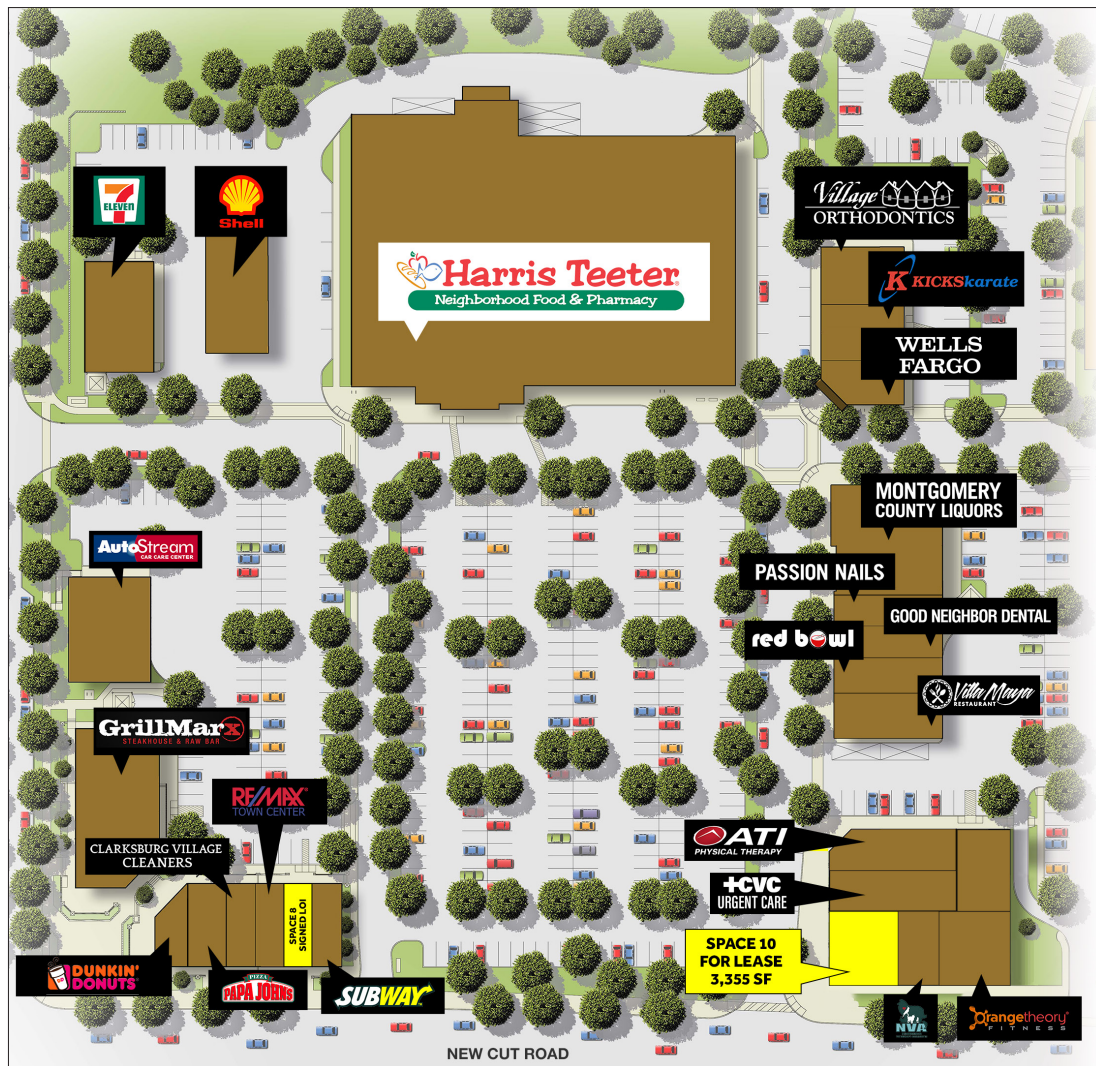 7
ELEVEN
Shell
Village
ORTHODONTICS
Harris Teeter
Neighborhood Food & Pharmacy
K KICKSkarate
WELLS
FARGO
MONTGOMERY
COUNTY LIQUORS
AutoStream
CAR CARE CENTER
PASSION NAILS
GOOD NEIGHBOR DENTAL
red bowl
Villa Maya
RESTAURANT
GrillMarx
STEAKHOUSE & RAW BAR
RE/MAX
TOWN CENTER
CLARKSBURG VILLAGE
CLEANERS
ATI
PHYSICAL THERAPY
+CVC
URGENT CARE
SPACE 8
SIGNED LOI
SPACE 10
FOR LEASE
3,355 SF
DUNKIN'
DONUTS
PIZZA
PAPA JOHNS
SUBWAY
NVA
Orangetheory
FITNESS
NEW CUT ROAD